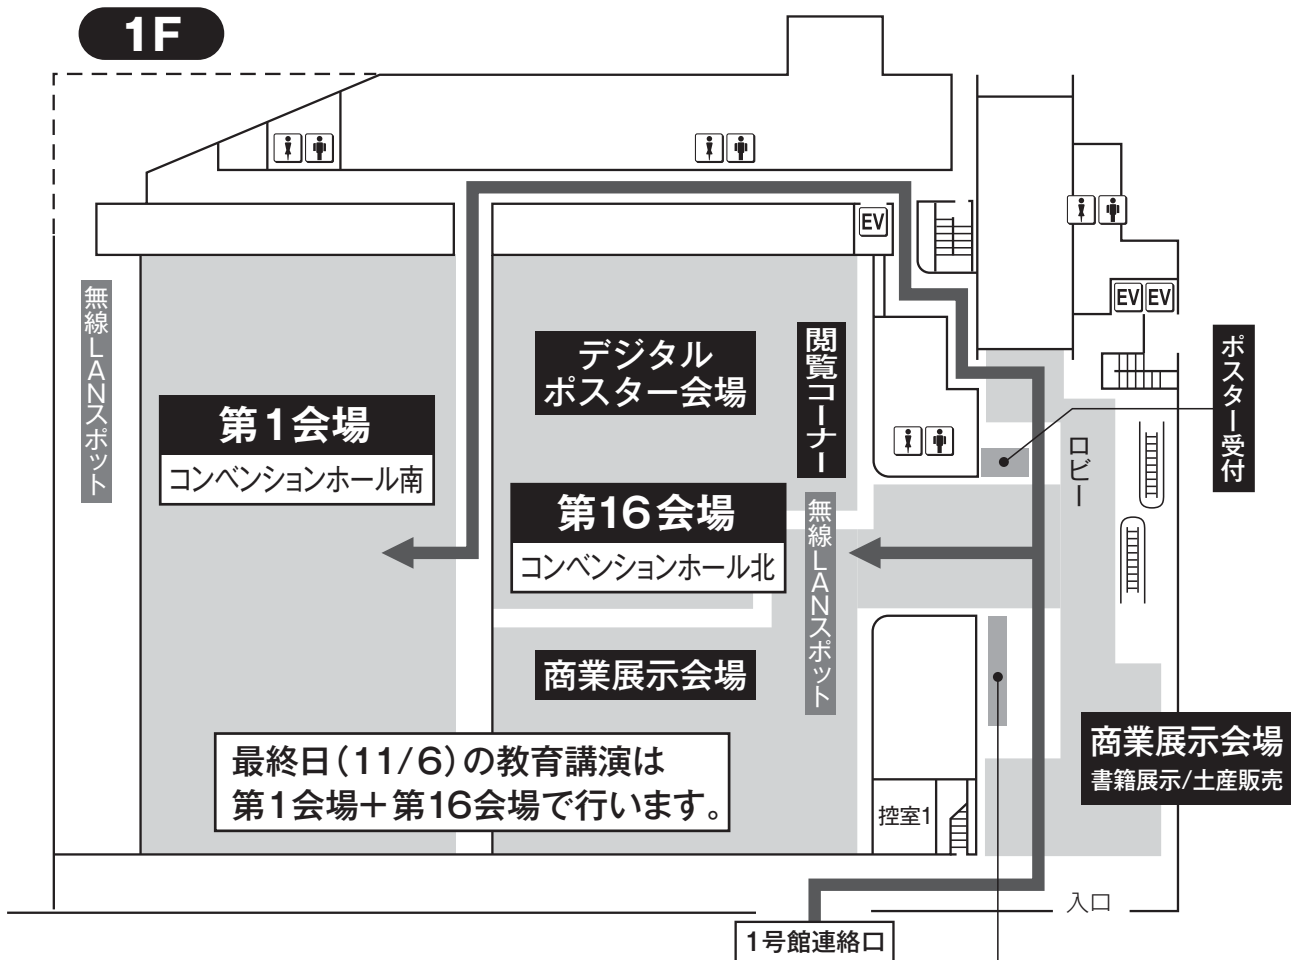 1F
EV
EV EV
無線LANスポット
デジタル
ポスター会場
閲覧コーナー
ポスター受付
第1会場
コンベンションホール南
ロビー
第16会場
コンベンションホール北
無線LANスポット
商業展示会場
商業展示会場
書籍展示/土産販売
最終日(11/6)の教育講演は
第1会場+第16会場で行います。
控室1
入口
1号館連絡口